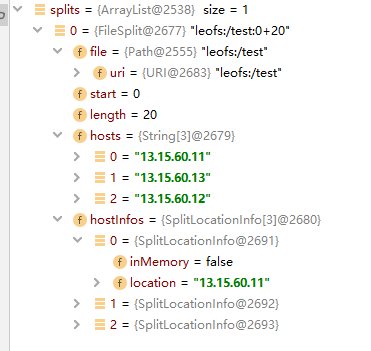 splits = {ArrayList@2538} size = 1
0 = {FileSplit@2677} "leofs:/test:0+20"
f file = {Path@2555} "leofs:/test"
f uri = {URI@2683} "leofs:/test"
f start = 0
f length = 20
f hosts = {String[3]@2679}
0 = "13.15.60.11"
1 = "13.15.60.13"
2 = "13.15.60.12"
f hostInfos = {SplitLocationInfo[3]@2680}
0 = {SplitLocationInfo@2691}
f inMemory = false
f location = "13.15.60.11"
1 = {SplitLocationInfo@2692}
2 = {SplitLocationInfo@2693}